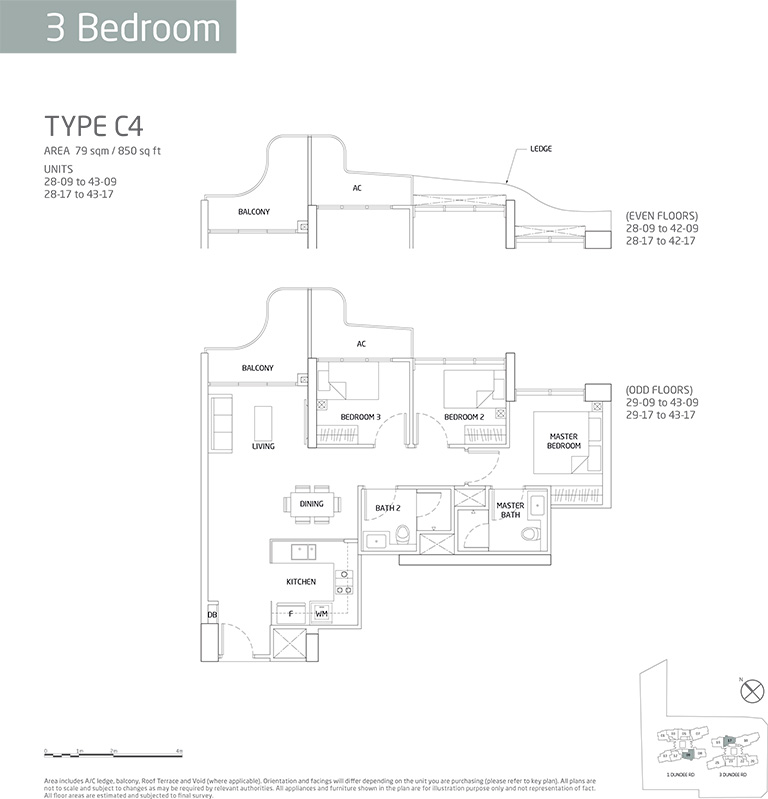 3 Bedroom
TYPE C4
AREA 79 sqm / 850 sq ft
UNITS
28-09 to 43-09
28-17 to 43-17
LEDGE
AC
BALCONY
(EVEN FLOORS)
28-09 to 42-09
28-17 to 42-17
AC
BALCONY
(ODD FLOORS)
29-09 to 43-09
29-17 to 43-17
BEDROOM 3
BEDROOM 2
LIVING
MASTER
BEDROOM
DINING
BATH 2
MASTER
BATH
KITCHEN
DB
F
WM
N
1 DUNDEE RD
3 DUNDEE RD
0 1m 2m 4m
Area includes A/C ledge, balcony, Roof Terrace and Void (where applicable). Orientation and facings will differ depending on the unit you are purchasing (please refer to key plan). All plans are
not to scale and subject to changes as may be required by relevant authorities. All appliances and furniture shown in the plan are for illustration purpose only and not representation of fact.
All floor areas are estimated and subjected to final survey.